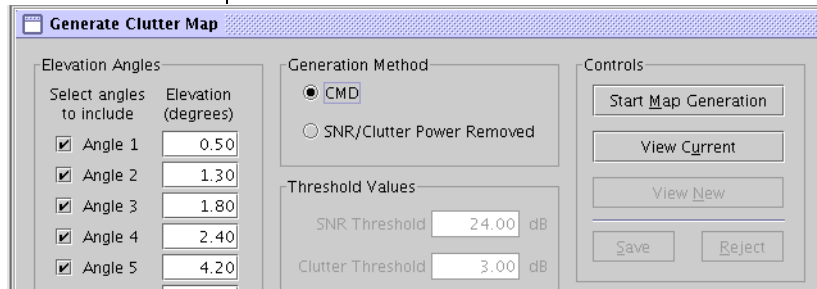 Generate Clutter Map
Elevation Angles
Select angles to include
Elevation (degrees)
Angle 1 0.50
Angle 2 1.30
Angle 3 1.80
Angle 4 2.40
Angle 5 4.20
Generation Method
CMD
SNR/Clutter Power Removed
Threshold Values
SNR Threshold 24.00 dB
Clutter Threshold 3.00 dB
Controls
Start Map Generation
View Current
View New
Save Reject